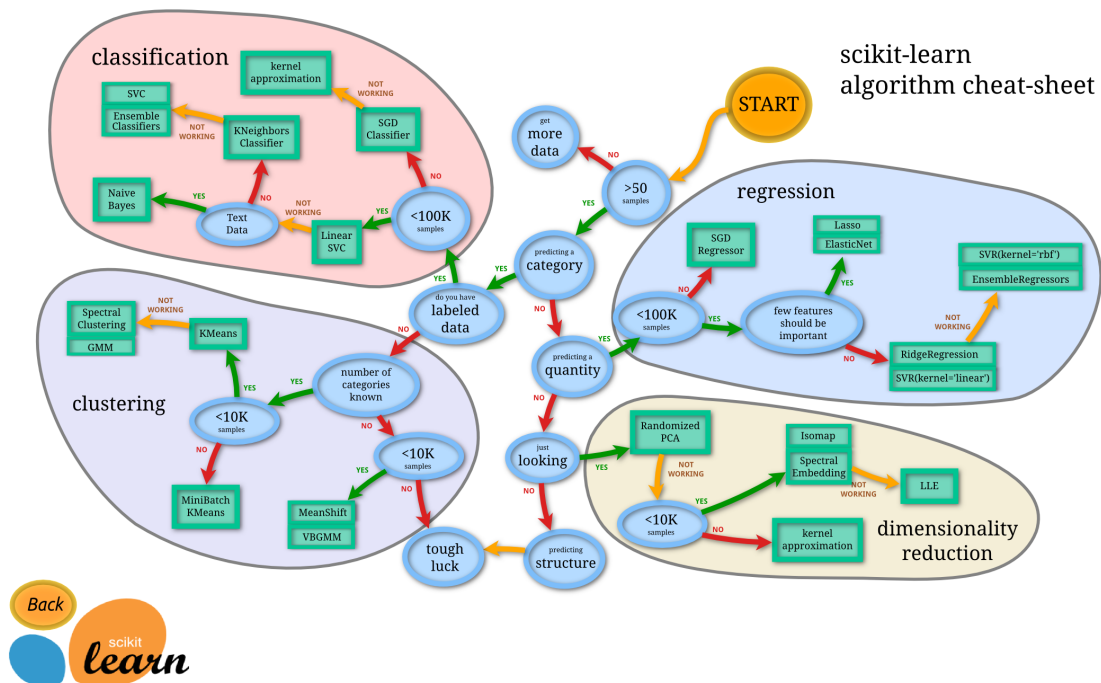 scikit-learn
algorithm cheat-sheet
START
get
more
data
NO
>50
samples
YES
classification
kernel
approximation
NOT
WORKING
SVC
Ensemble
Classifiers
NOT
WORKING
KNeighbors
Classifier
SGD
Classifier
NO
Naive
Bayes
YES
NO
Text
Data
NOT
WORKING
Linear
SVC
YES
<100K
samples
YES
predicting a
category
YES
NO
do you have
labeled
data
NO
regression
SGD
Regressor
NO
<100K
samples
YES
Lasso
ElasticNet
YES
few features
should be
important
NO
SVR(kernel='rbf')
EnsembleRegressors
NOT
WORKING
RidgeRegression
SVR(kernel='linear')
predicting a
quantity
YES
NO
clustering
Spectral
Clustering
GMM
NOT
WORKING
KMeans
YES
number of
categories
known
YES
NO
<10K
samples
NO
MiniBatch
KMeans
<10K
samples
YES
NO
MeanShift
VBGMM
tough
luck
just
looking
YES
NO
predicting
structure
dimensionality
reduction
Randomized
PCA
NOT
WORKING
<10K
samples
YES
NO
Isomap
Spectral
Embedding
NOT
WORKING
LLE
kernel
approximation
Back
scikit
learn